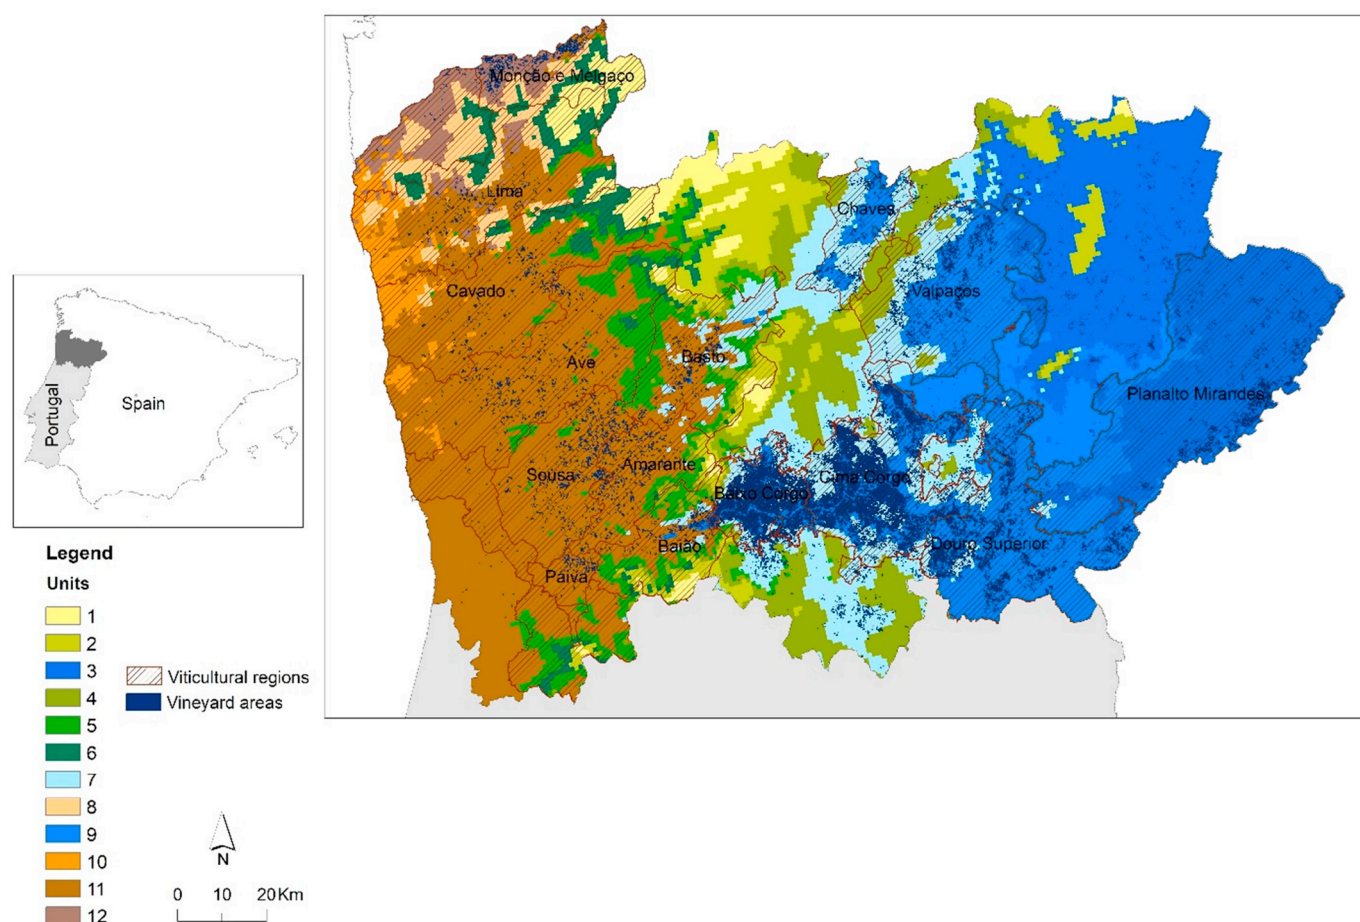 Monção e Melgaço
Lima
Chaves
Cavado
Valpaços
Ave
Basto
Planalto Mirandes
Sousa
Amarante
Baixo Corgo
Cima Corgo
Baião
Douro Superior
Paiva
Portugal
Spain
Legend
Units
1
2
3
4
5
6
7
8
9
10
11
12
Viticultural regions
Vineyard areas
N
0 10 20Km